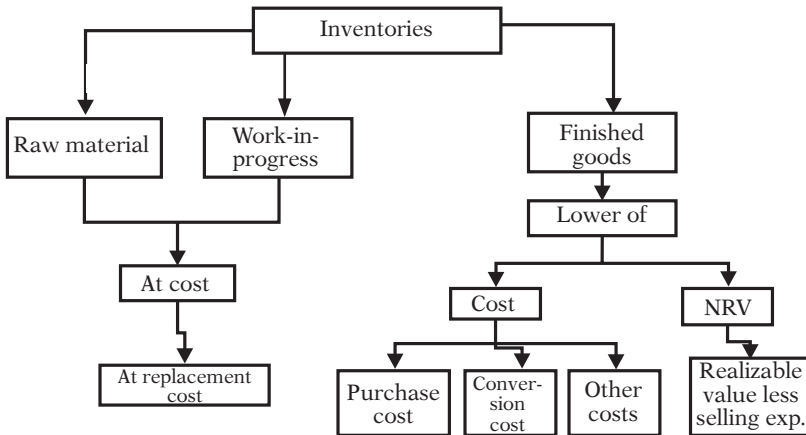 Inventories
Raw material
Work-in-
progress
Finished
goods
Lower of
At cost
Cost
NRV
At replacement
cost
Purchase
cost
Conver-
sion
cost
Other
costs
Realizable
value less
selling exp.